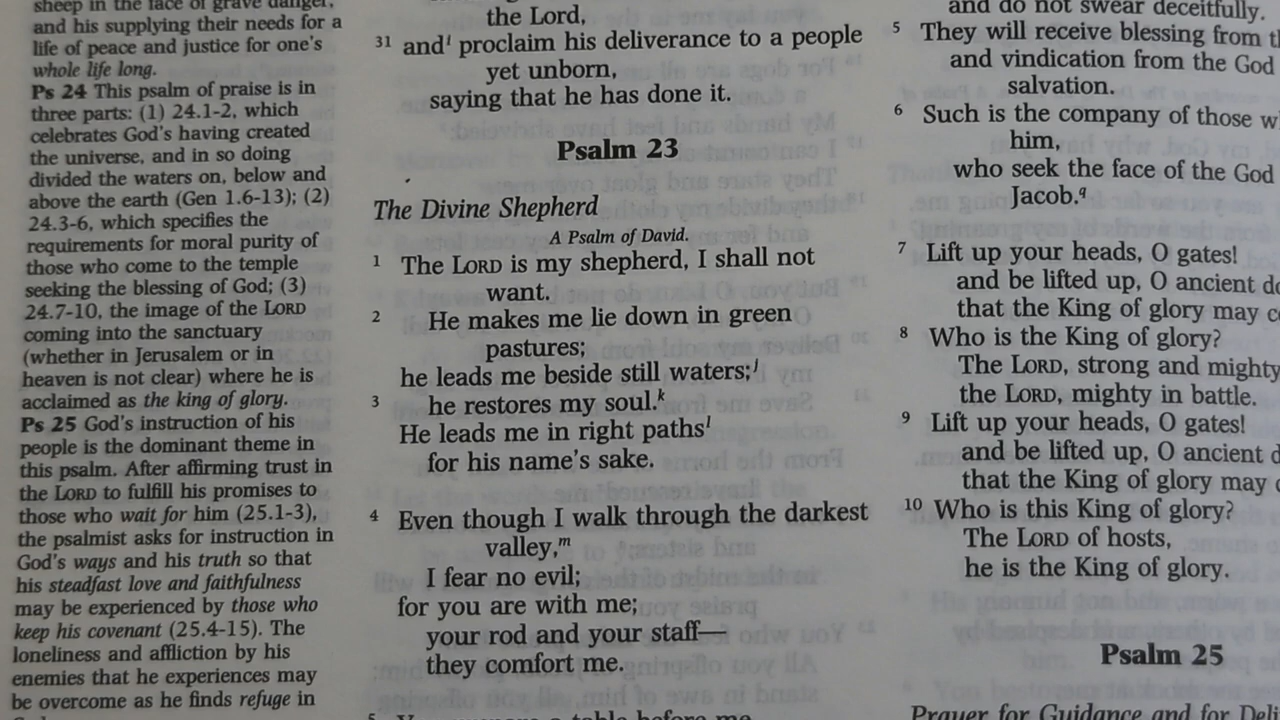 sheep in the face of grave danger,
and his supplying their needs for a
life of peace and justice for one's
whole life long.
Ps 24 This psalm of praise is in
three parts: (1) 24.1-2, which
celebrates God's having created
the universe, and in so doing
divided the waters on, below and
above the earth (Gen 1.6-13); (2)
24.3-6, which specifies the
requirements for moral purity of
those who come to the temple
seeking the blessing of God; (3)
24.7-10, the image of the LORD
coming into the sanctuary
(whether in Jerusalem or in
heaven is not clear) where he is
acclaimed as the king of glory.
Ps 25 God's instruction of his
people is the dominant theme in
this psalm. After affirming trust in
the LORD to fulfill his promises to
those who wait for him (25.1-3),
the psalmist asks for instruction in
God's ways and his truth so that
his steadfast love and faithfulness
may be experienced by those who
keep his covenant (25.4-15). The
loneliness and affliction by his
enemies that he experiences may
be overcome as he finds refuge in
the Lord,
31 and i proclaim his deliverance to a people
yet unborn,
saying that he has done it.
Psalm 23
The Divine Shepherd
A Psalm of David.
1 The LORD is my shepherd, I shall not
want.
2 He makes me lie down in green
pastures;
he leads me beside still waters; j
3 he restores my soul. k
He leads me in right paths l
for his name's sake.
4 Even though I walk through the darkest
valley, m
I fear no evil;
for you are with me;
your rod and your staff—
they comfort me.
5 a table before me
and do not swear deceitfully.
5 They will receive blessing from
and vindication from the God
salvation.
6 Such is the company of those
him,
who seek the face of the God
Jacob. q
7 Lift up your heads, O gates!
and be lifted up, O ancient
that the King of glory may
8 Who is the King of glory?
The LORD, strong and mighty
the LORD, mighty in battle.
9 Lift up your heads, O gates!
and be lifted up, O ancient
that the King of glory may
10 Who is this King of glory?
The LORD of hosts,
he is the King of glory.
Psalm 25
Prayer for Guidance and for